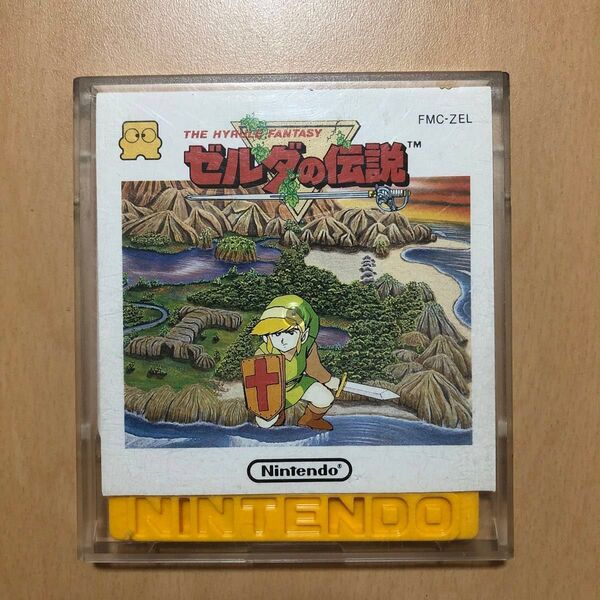 FMC-ZEL
THE HYRULE FANTASY
ゼルダの伝説™
Nintendo®
NINTENDO